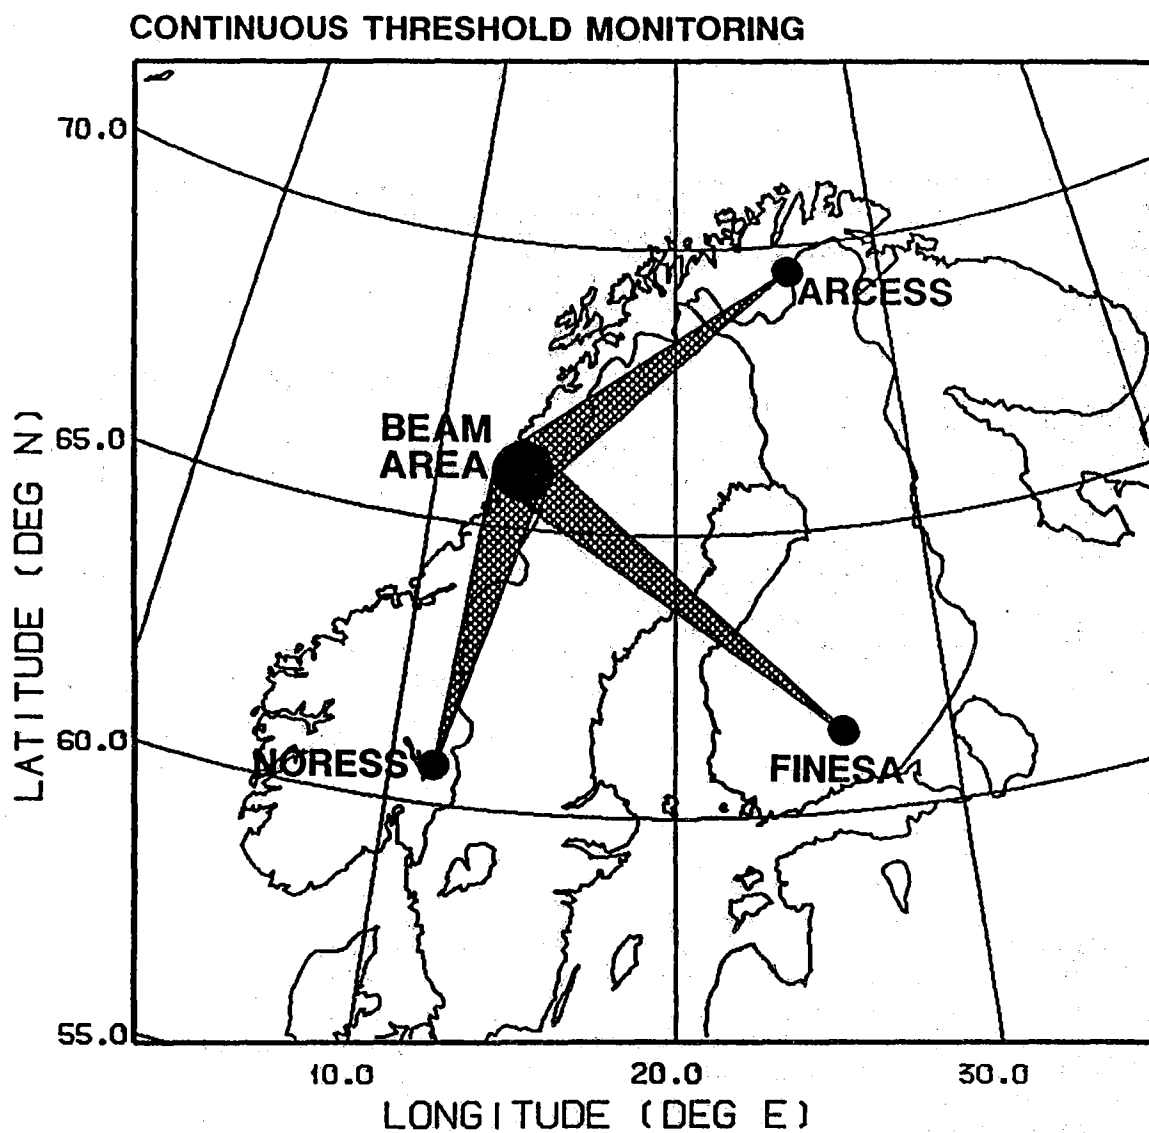 CONTINUOUS THRESHOLD MONITORING
70.0
ARCESS
BEAM
AREA
65.0
LATITUDE (DEG N)
60.0
NORESS
FINESA
55.0
10.0
20.0
30.0
LONGITUDE (DEG E)